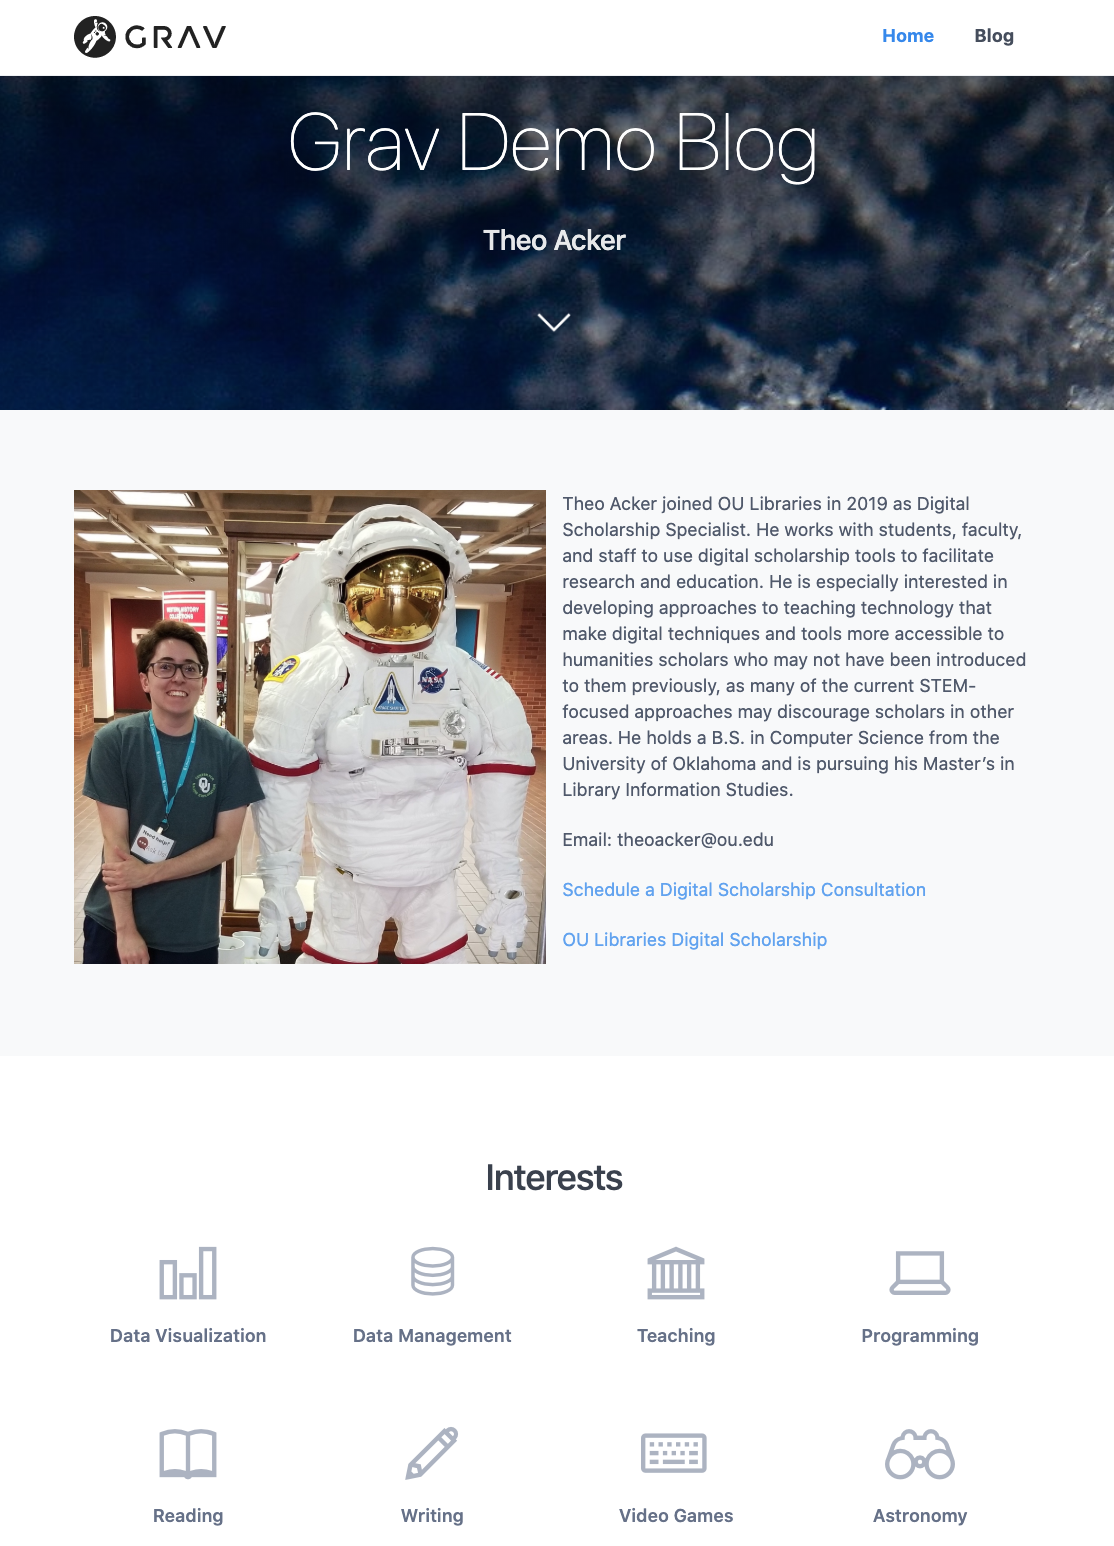 GRAV
Home
Blog
Grav Demo Blog
Theo Acker
Theo Acker joined OU Libraries in 2019 as Digital
Scholarship Specialist. He works with students, faculty,
and staff to use digital scholarship tools to facilitate
research and education. He is especially interested in
developing approaches to teaching technology that
make digital techniques and tools more accessible to
humanities scholars who may not have been introduced
to them previously, as many of the current STEM-
focused approaches may discourage scholars in other
areas. He holds a B.S. in Computer Science from the
University of Oklahoma and is pursuing his Master’s in
Library Information Studies.
Email: theoacker@ou.edu
Schedule a Digital Scholarship Consultation
OU Libraries Digital Scholarship
NASA
OU
Need help?
Interests
Data Visualization
Data Management
Teaching
Programming
Reading
Writing
Video Games
Astronomy